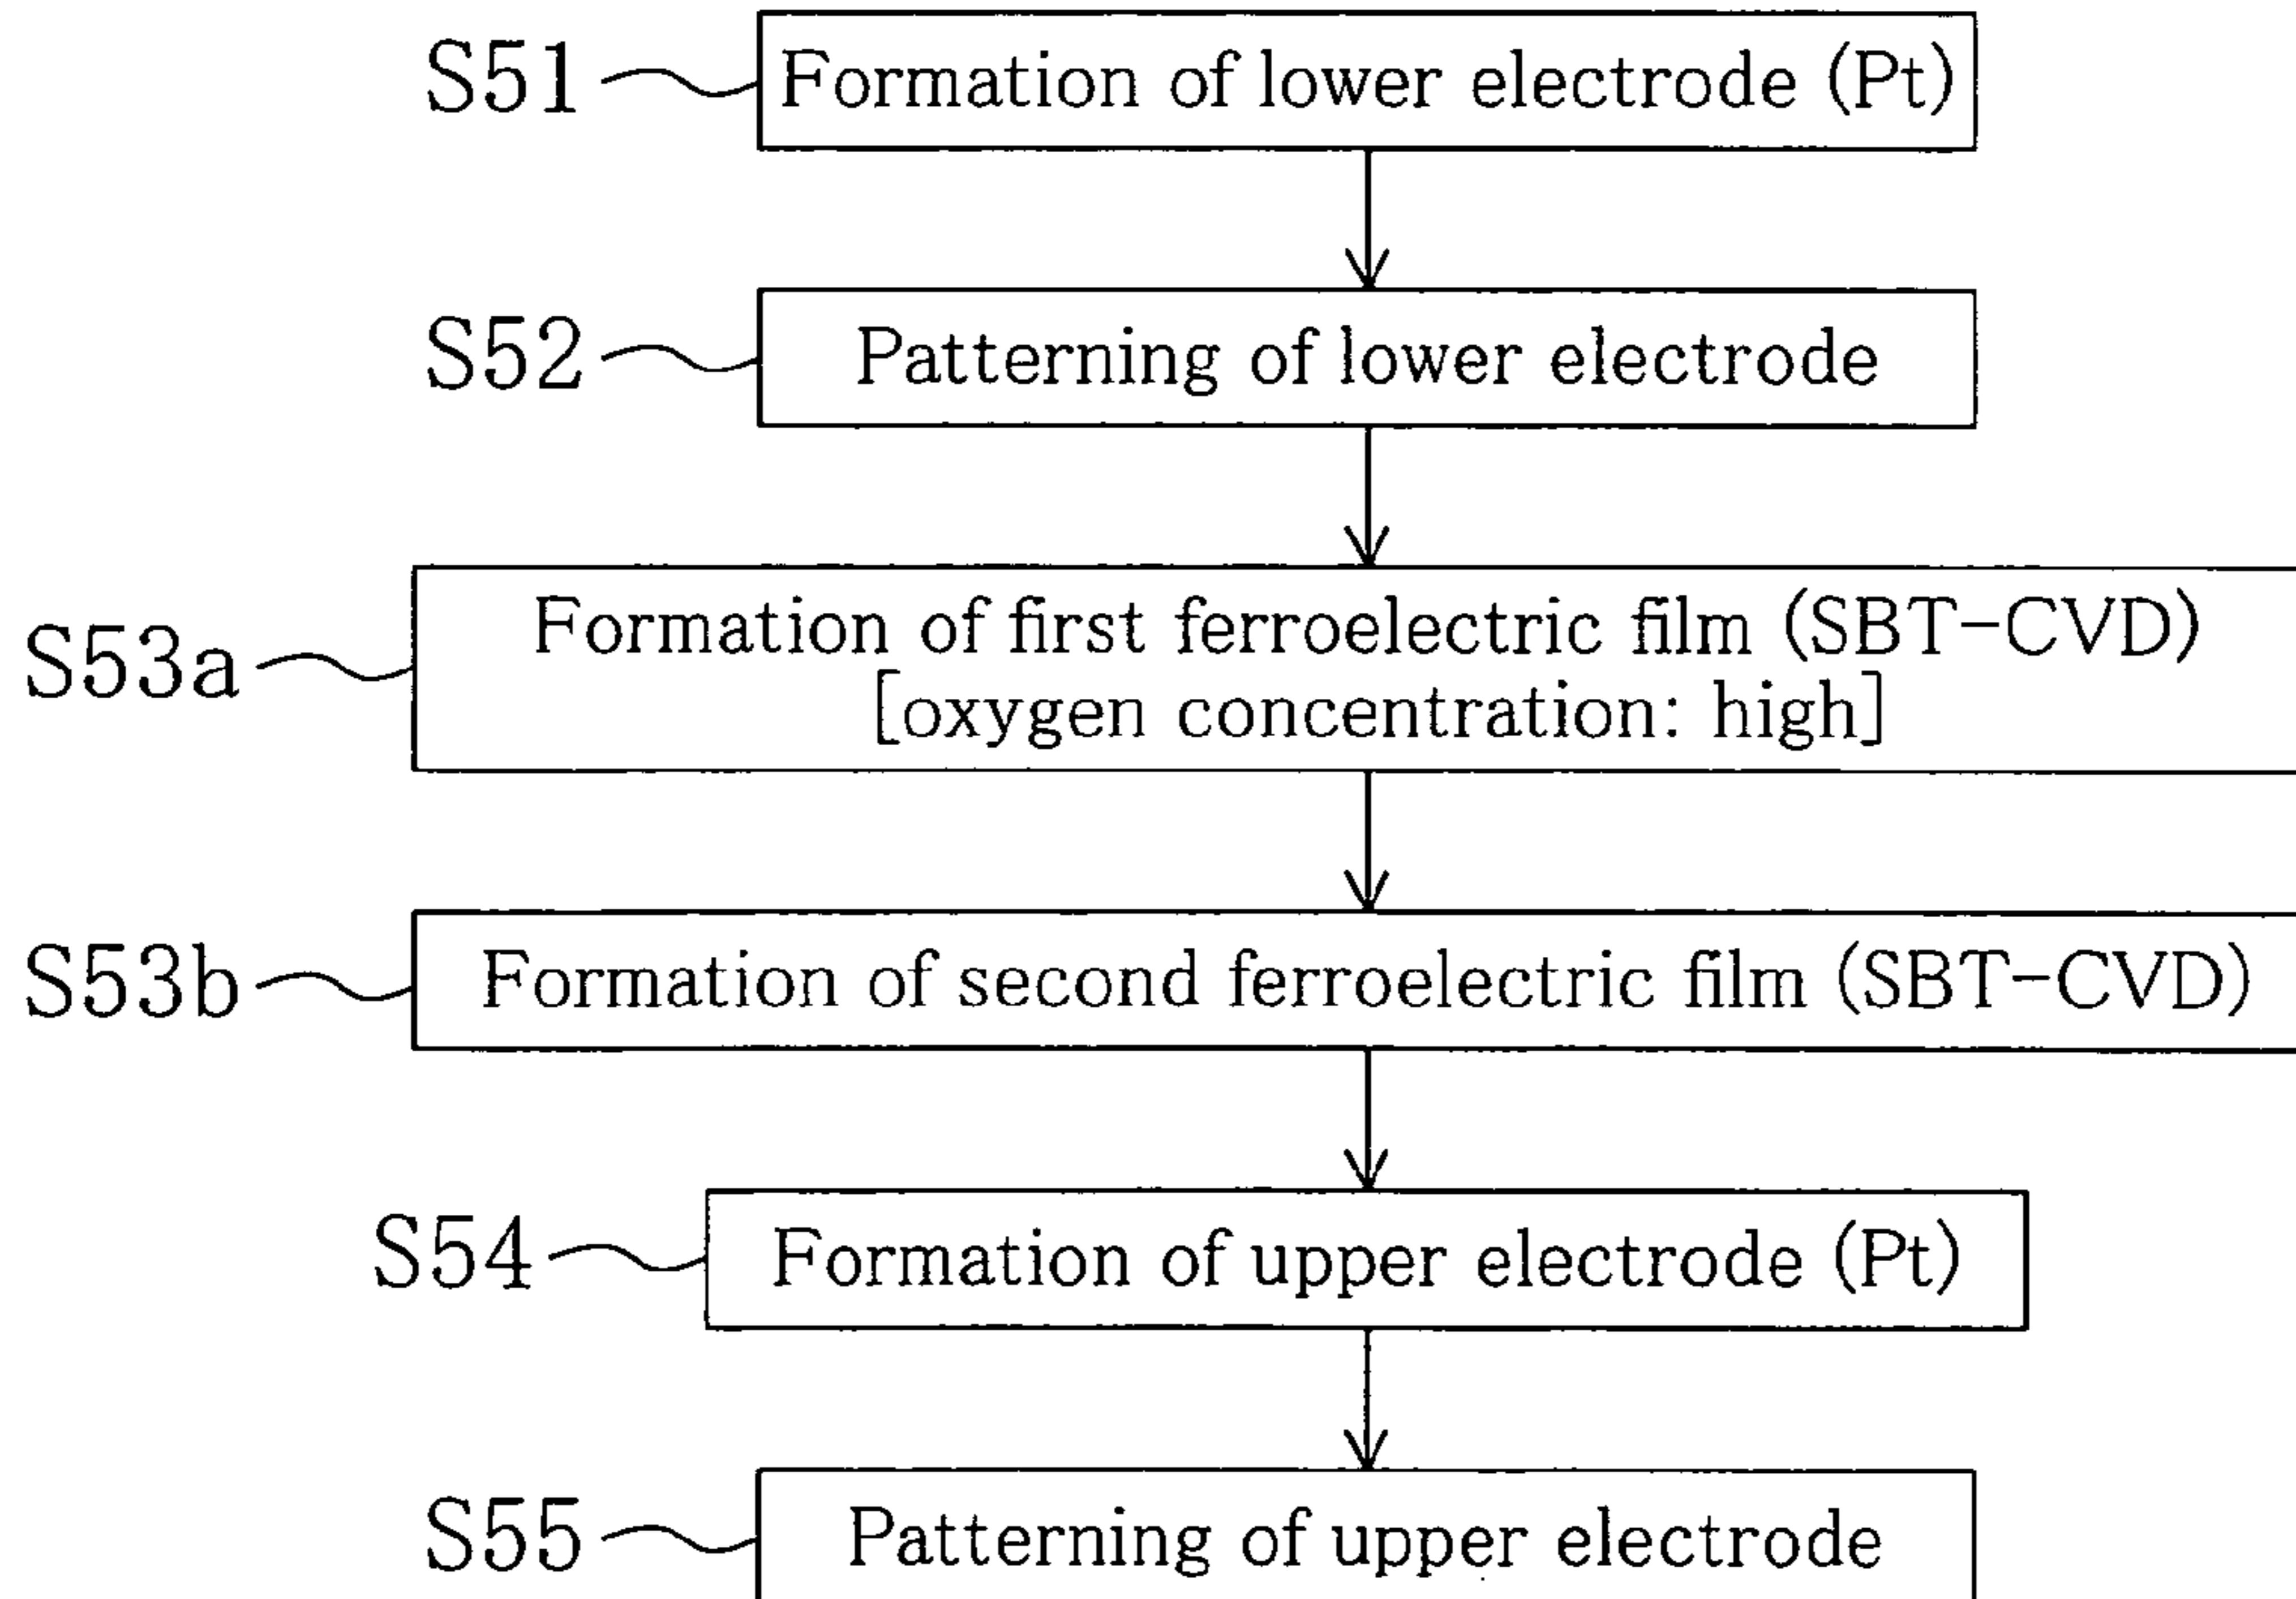 S51 Formation of lower electrode (Pt)
S52 Patterning of lower electrode
S53a Formation of first ferroelectric film (SBT-CVD)
[oxygen concentration: high]
S53b Formation of second ferroelectric film (SBT-CVD)
S54 Formation of upper electrode (Pt)
S55 Patterning of upper electrode